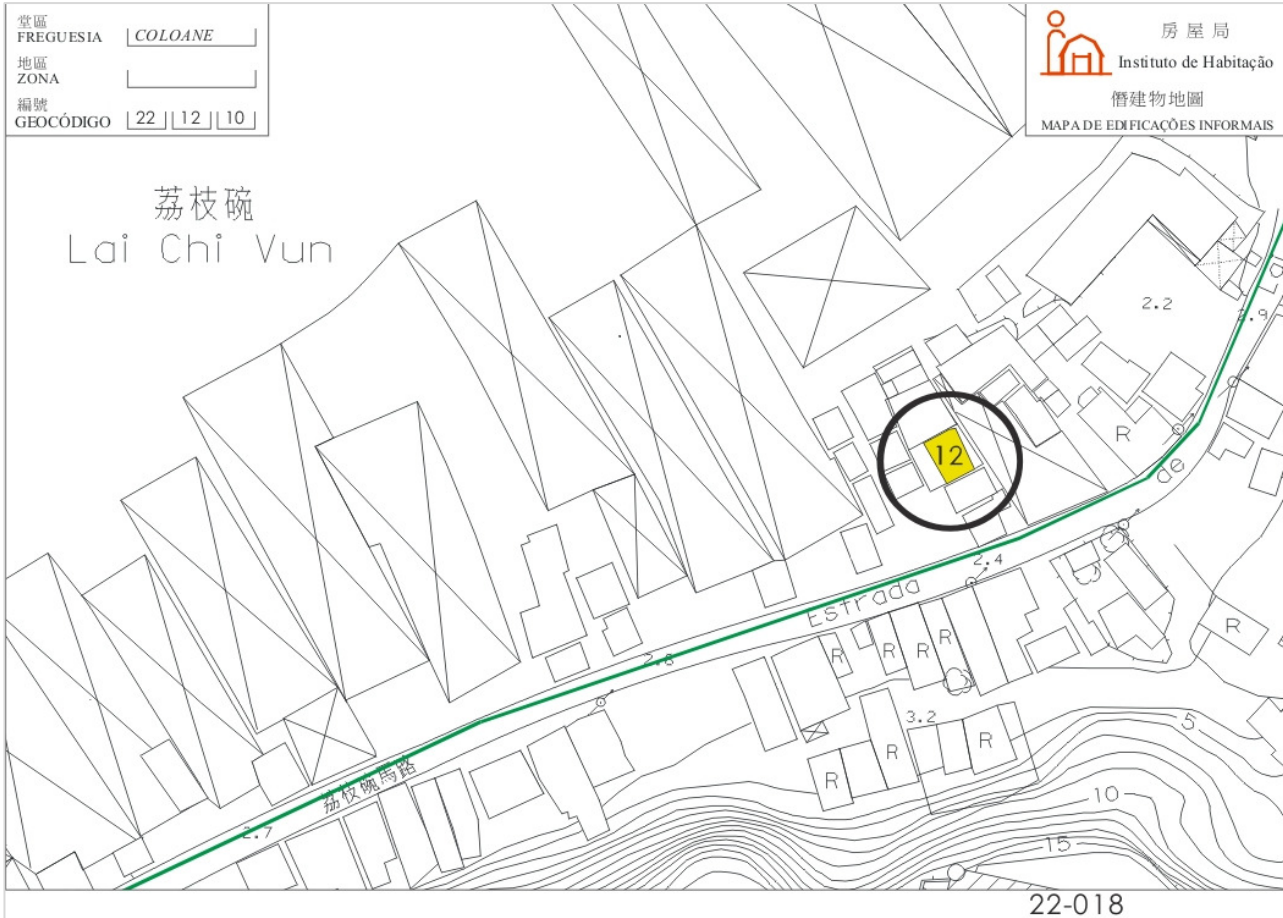 堂區
FREGUESIA COLOANE
地區
ZONA
編號
GEOCÓDIGO 22 12 10
房屋局
Instituto de Habitação
僭建物地圖
MAPA DE EDIFICAÇÕES INFORMAIS
荔枝碗
Lai Chi Vun
2.2
2.9
R
12
de
2.4
Estrada
R
R
R
R
R
2.8
3.2
R
R
R
5
10
15
荔枝碗馬路
2.7
22-018